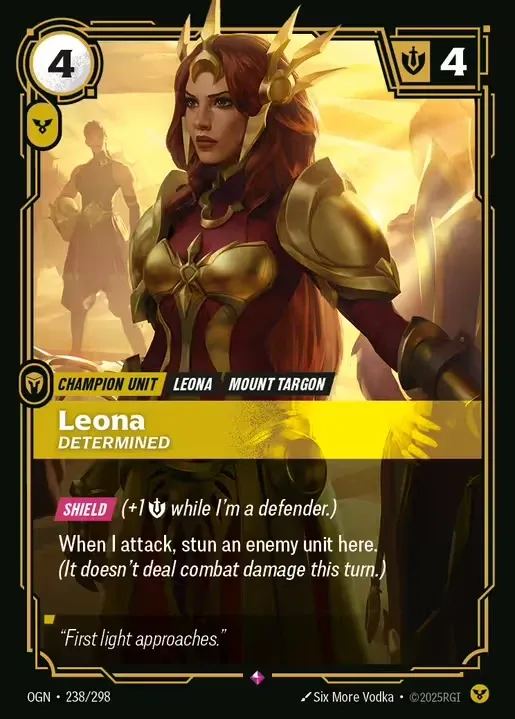 4
4
CHAMPION UNIT LEONA MOUNT TARGON
Leona
DETERMINED
SHIELD (+1 while I'm a defender.)
When I attack, stun an enemy unit here.
(It doesn't deal combat damage this turn.)
“First light approaches.”
OGN • 238/298 Six More Vodka • ©2025RGI